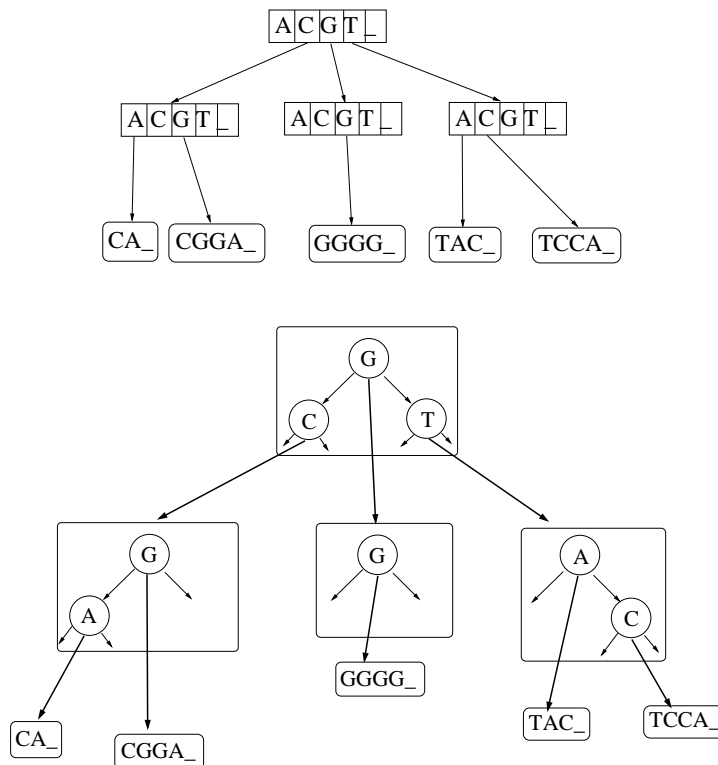 A C G T _
A C G T _ A C G T _ A C G T _
CA_ CGGA_ GGGG_ TAC_ TCCA_
G
C T
G G A
A C
GGGG_
CA_ CGGA_ TAC_ TCCA_